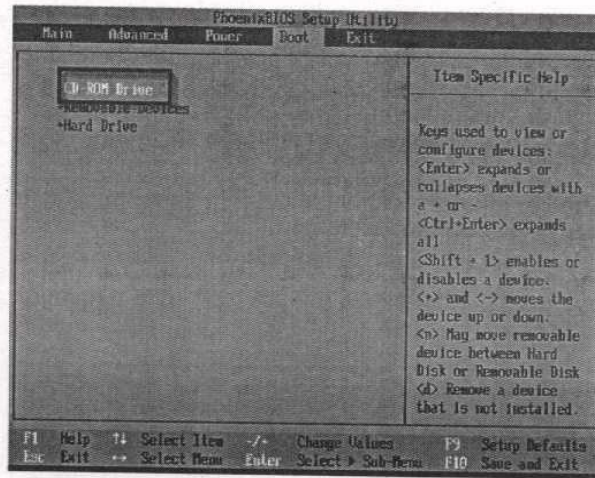 PhoenixBIOS Setup Utility
Main Advanced Power Boot Exit
CD-ROM Drive
+Removable Devices
+Hard Drive
Item Specific Help
Keys used to view or
configure devices:
<Enter> expands or
collapses devices with
a + or -
<Ctrl+Enter> expands
all
<Shift + 1> enables or
disables a device.
<+> and <-> moves the
device up or down.
<n> May move removable
device between Hard
Disk or Removable Disk
<d> Remove a device
that is not installed.
F1 Help ↑↓ Select Item -/+ Change Values F9 Setup Defaults
Esc Exit ↔ Select Menu Enter Select ▶ Sub-Menu F10 Save and Exit